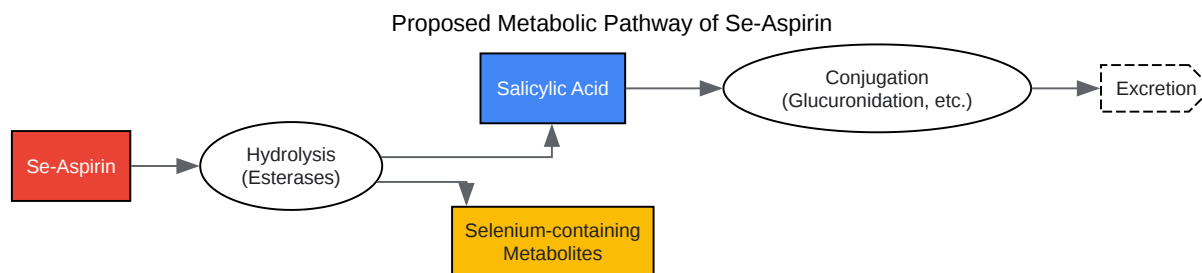 Proposed Metabolic Pathway of Se-Aspirin
Se-Aspirin
Hydrolysis
(Esterases)
Salicylic Acid
Selenium-containing
Metabolites
Conjugation
(Glucuronidation, etc.)
Excretion